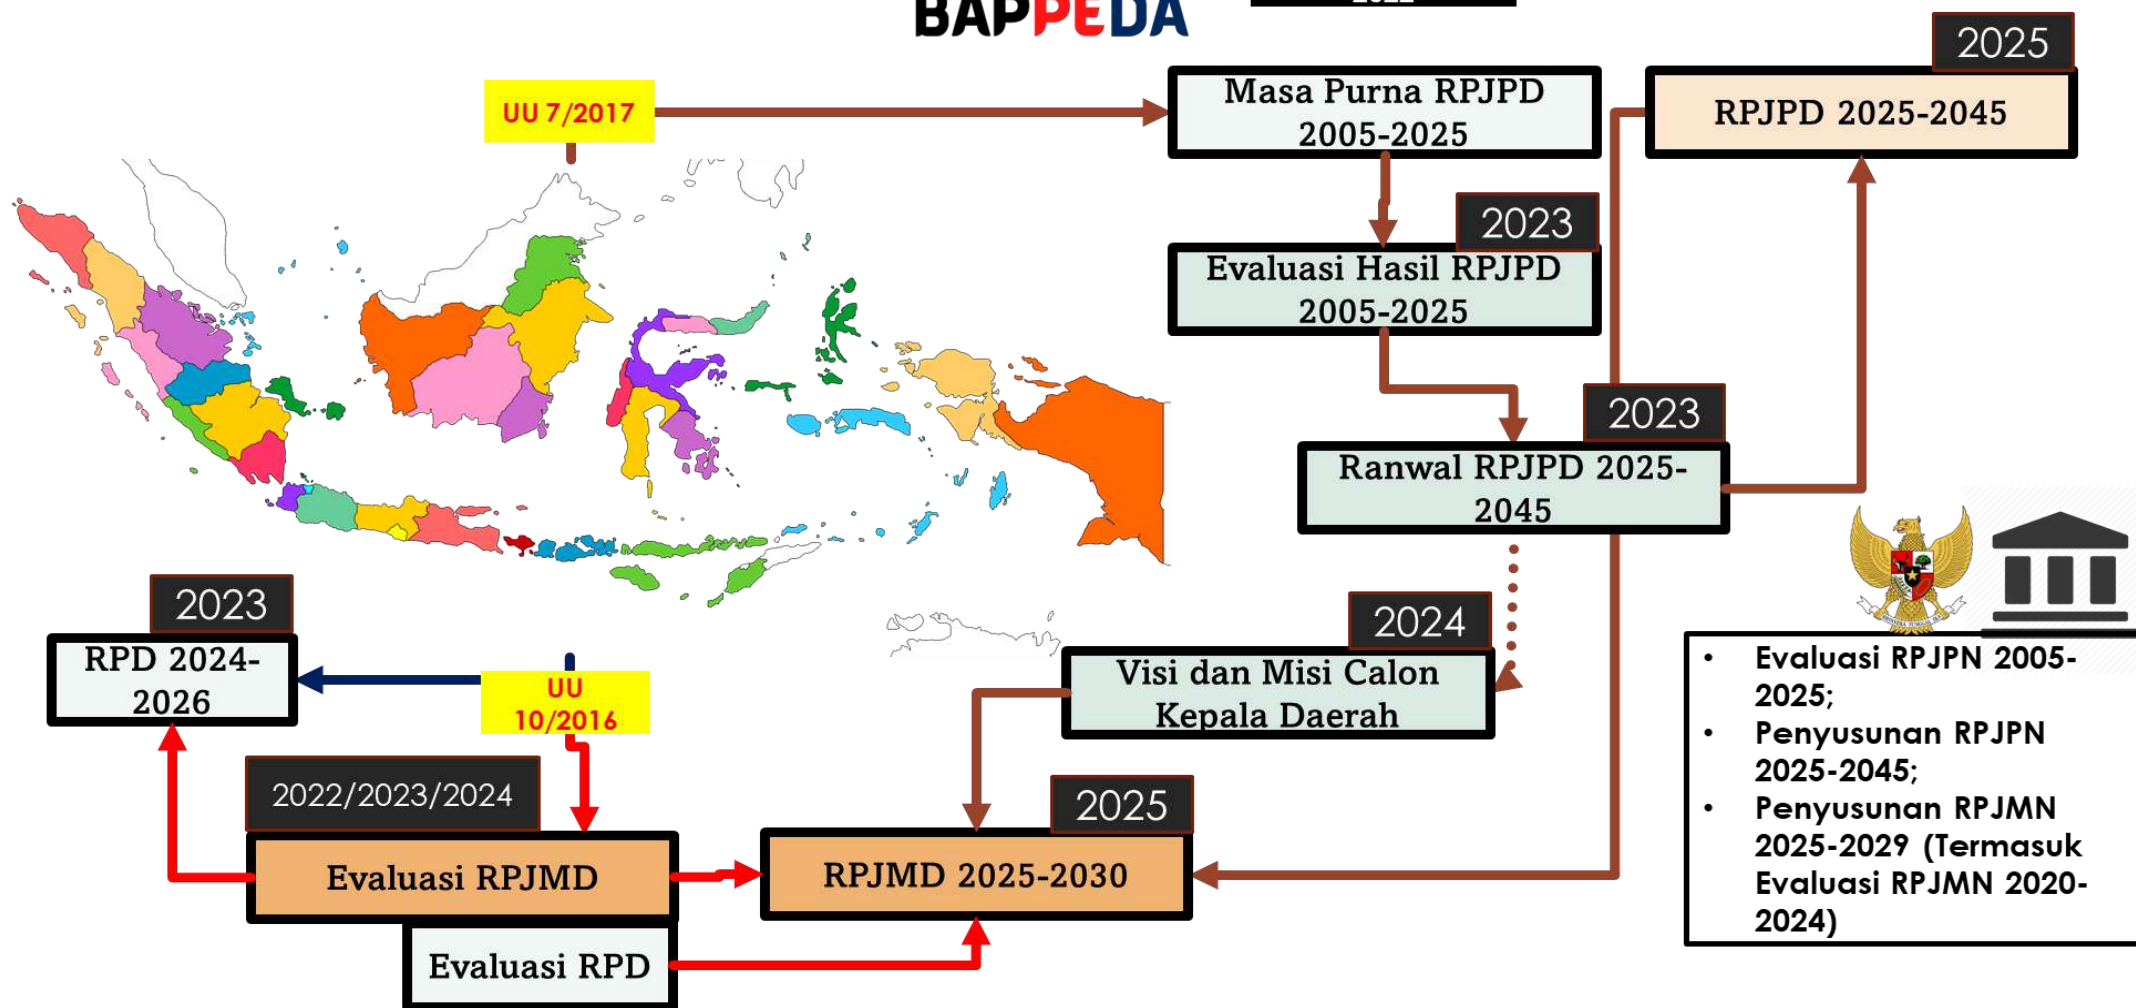 BAPPEDA
2022
2025
UU 7/2017
Masa Purna RPJPD
2005-2025
RPJPD 2025-2045
2023
Evaluasi Hasil RPJPD
2005-2025
2023
Ranwal RPJPD 2025-
2045
2023
RPD 2024-
2026
UU
10/2016
2024
Visi dan Misi Calon
Kepala Daerah
• Evaluasi RPJPN 2005-
2025;
• Penyusunan RPJPN
2025-2045;
• Penyusunan RPJMN
2025-2029 (Termasuk
Evaluasi RPJMN 2020-
2024)
2022/2023/2024
Evaluasi RPJMD
2025
RPJMD 2025-2030
Evaluasi RPD